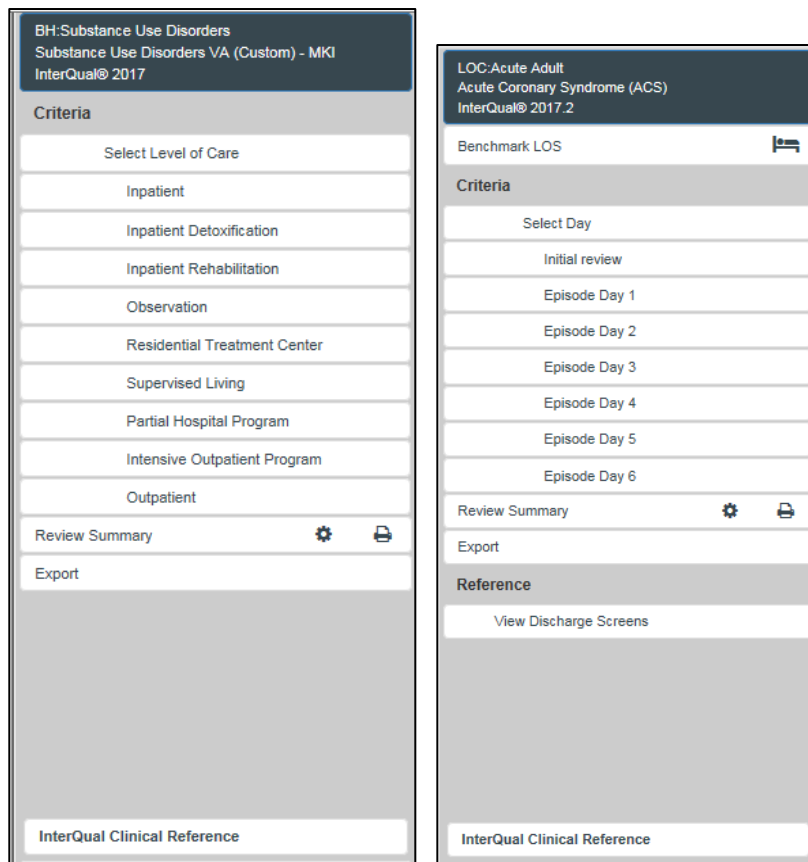 BH:Substance Use Disorders
Substance Use Disorders VA (Custom) - MKI
InterQual® 2017
Criteria
Select Level of Care
Inpatient
Inpatient Detoxification
Inpatient Rehabilitation
Observation
Residential Treatment Center
Supervised Living
Partial Hospital Program
Intensive Outpatient Program
Outpatient
Review Summary
Export
InterQual Clinical Reference
LOC:Acute Adult
Acute Coronary Syndrome (ACS)
InterQual® 2017.2
Benchmark LOS
Criteria
Select Day
Initial review
Episode Day 1
Episode Day 2
Episode Day 3
Episode Day 4
Episode Day 5
Episode Day 6
Review Summary
Export
Reference
View Discharge Screens
InterQual Clinical Reference